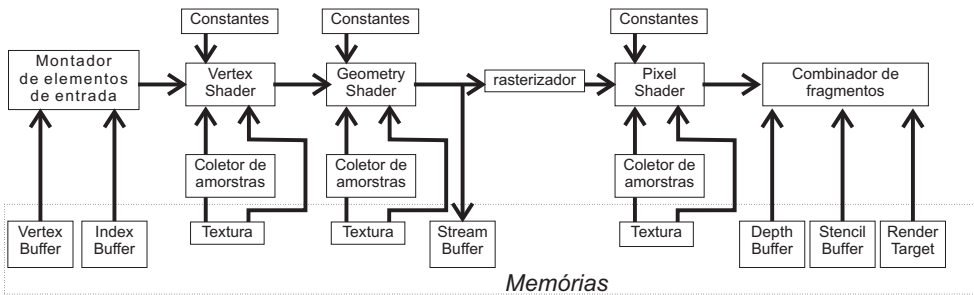 Constantes
Constantes
Constantes
Montador
de elementos
de entrada
Vertex
Shader
Geometry
Shader
rasterizador
Pixel
Shader
Combinador de
fragmentos
Coletor de
amorstras
Coletor de
amorstras
Coletor de
amorstras
Vertex
Buffer
Index
Buffer
Textura
Textura
Stream
Buffer
Textura
Depth
Buffer
Stencil
Buffer
Render
Target
Memórias